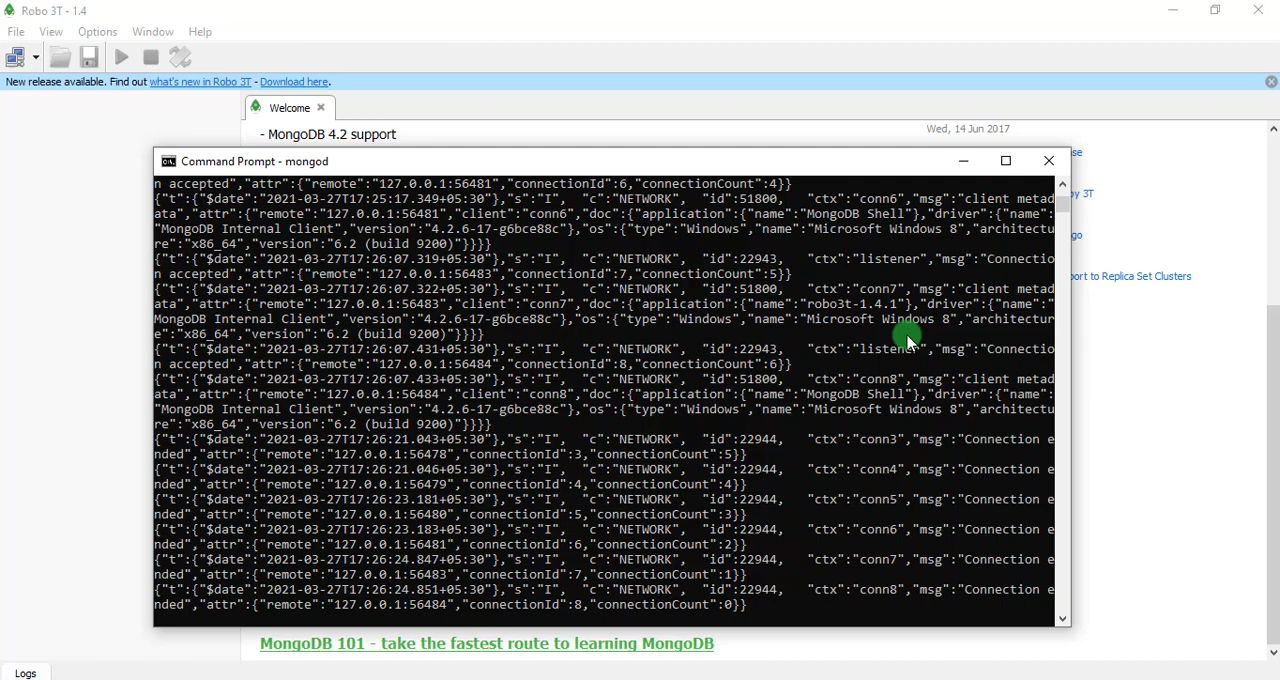 Robo 3T - 1.4
File View Options Window Help
New release available. Find out what's new in Robo 3T - Download here.
Welcome
- MongoDB 4.2 support
Wed, 14 Jun 2017
se
by 3T
go
port to Replica Set Clusters
Command Prompt - mongod
n accepted","attr":{"remote":"127.0.0.1:56481","connectionId":6,"connectionCount":4}}
{"t":{"$date":"2021-03-27T17:25:17.349+05:30"},"s":"I",  "c":"NETWORK",  "id":51800,   "ctx":"conn6","msg":"client metad
ata","attr":{"remote":"127.0.0.1:56481","client":"conn6","doc":{"application":{"name":"MongoDB Shell"},"driver":{"name":
"MongoDB Internal Client","version":"4.2.6-17-g6bce88c"},"os":{"type":"Windows","name":"Microsoft Windows 8","architectu
re":"x86_64","version":"6.2 (build 9200)"}}}}
{"t":{"$date":"2021-03-27T17:26:07.319+05:30"},"s":"I",  "c":"NETWORK",  "id":22943,   "ctx":"listener","msg":"Connectio
n accepted","attr":{"remote":"127.0.0.1:56483","connectionId":7,"connectionCount":5}}
{"t":{"$date":"2021-03-27T17:26:07.322+05:30"},"s":"I",  "c":"NETWORK",  "id":51800,   "ctx":"conn7","msg":"client metad
ata","attr":{"remote":"127.0.0.1:56483","client":"conn7","doc":{"application":{"name":"robo3t-1.4.1"},"driver":{"name":"
MongoDB Internal Client","version":"4.2.6-17-g6bce88c"},"os":{"type":"Windows","name":"Microsoft Windows 8","architectur
e":"x86_64","version":"6.2 (build 9200)"}}}}
{"t":{"$date":"2021-03-27T17:26:07.431+05:30"},"s":"I",  "c":"NETWORK",  "id":22943,   "ctx":"listener","msg":"Connectio
n accepted","attr":{"remote":"127.0.0.1:56484","connectionId":8,"connectionCount":6}}
{"t":{"$date":"2021-03-27T17:26:07.433+05:30"},"s":"I",  "c":"NETWORK",  "id":51800,   "ctx":"conn8","msg":"client metad
ata","attr":{"remote":"127.0.0.1:56484","client":"conn8","doc":{"application":{"name":"MongoDB Shell"},"driver":{"name":
"MongoDB Internal Client","version":"4.2.6-17-g6bce88c"},"os":{"type":"Windows","name":"Microsoft Windows 8","architectu
re":"x86_64","version":"6.2 (build 9200)"}}}}
{"t":{"$date":"2021-03-27T17:26:21.043+05:30"},"s":"I",  "c":"NETWORK",  "id":22944,   "ctx":"conn3","msg":"Connection e
nded","attr":{"remote":"127.0.0.1:56478","connectionId":3,"connectionCount":5}}
{"t":{"$date":"2021-03-27T17:26:21.046+05:30"},"s":"I",  "c":"NETWORK",  "id":22944,   "ctx":"conn4","msg":"Connection e
nded","attr":{"remote":"127.0.0.1:56479","connectionId":4,"connectionCount":4}}
{"t":{"$date":"2021-03-27T17:26:23.181+05:30"},"s":"I",  "c":"NETWORK",  "id":22944,   "ctx":"conn5","msg":"Connection e
nded","attr":{"remote":"127.0.0.1:56480","connectionId":5,"connectionCount":3}}
{"t":{"$date":"2021-03-27T17:26:23.183+05:30"},"s":"I",  "c":"NETWORK",  "id":22944,   "ctx":"conn6","msg":"Connection e
nded","attr":{"remote":"127.0.0.1:56481","connectionId":6,"connectionCount":2}}
{"t":{"$date":"2021-03-27T17:26:24.847+05:30"},"s":"I",  "c":"NETWORK",  "id":22944,   "ctx":"conn7","msg":"Connection e
nded","attr":{"remote":"127.0.0.1:56483","connectionId":7,"connectionCount":1}}
{"t":{"$date":"2021-03-27T17:26:24.851+05:30"},"s":"I",  "c":"NETWORK",  "id":22944,   "ctx":"conn8","msg":"Connection e
nded","attr":{"remote":"127.0.0.1:56484","connectionId":8,"connectionCount":0}}
MongoDB 101 - take the fastest route to learning MongoDB
Logs